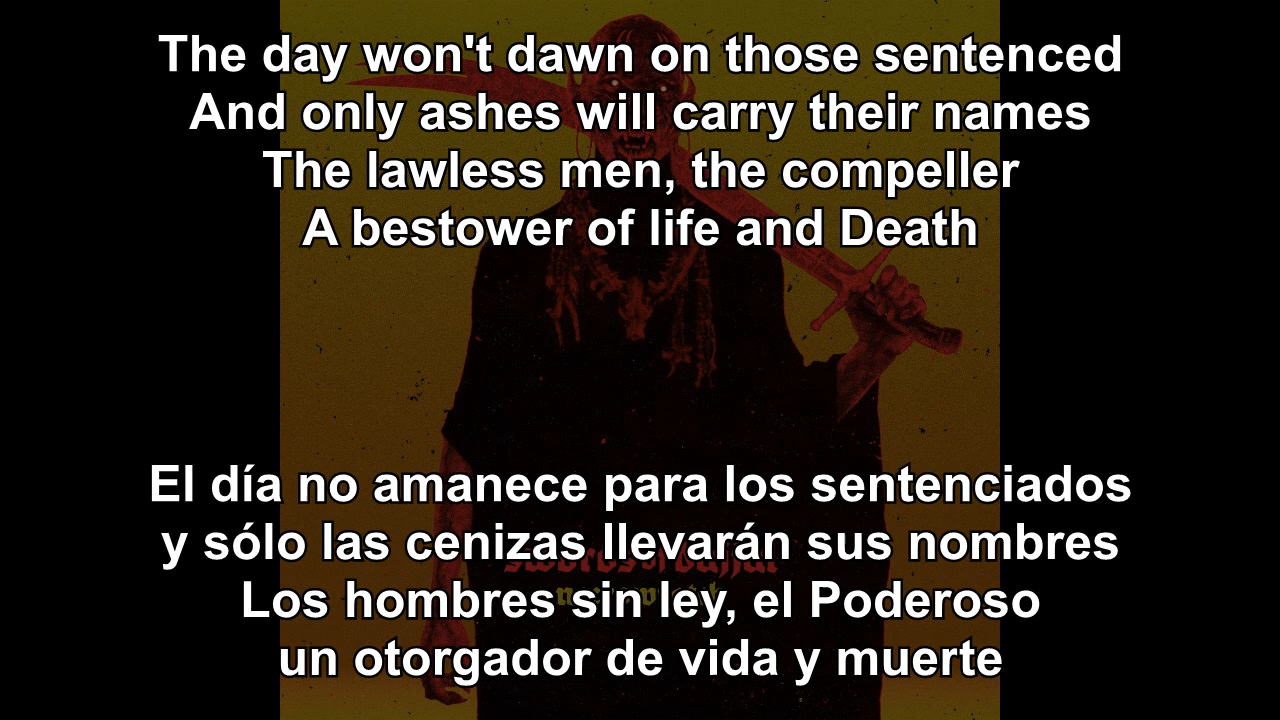 The day won't dawn on those sentenced
And only ashes will carry their names
The lawless men, the compeller
A bestower of life and Death
El día no amanece para los sentenciados
y sólo las cenizas llevarán sus nombres
Los hombres sin ley, el Poderoso
un otorgador de vida y muerte